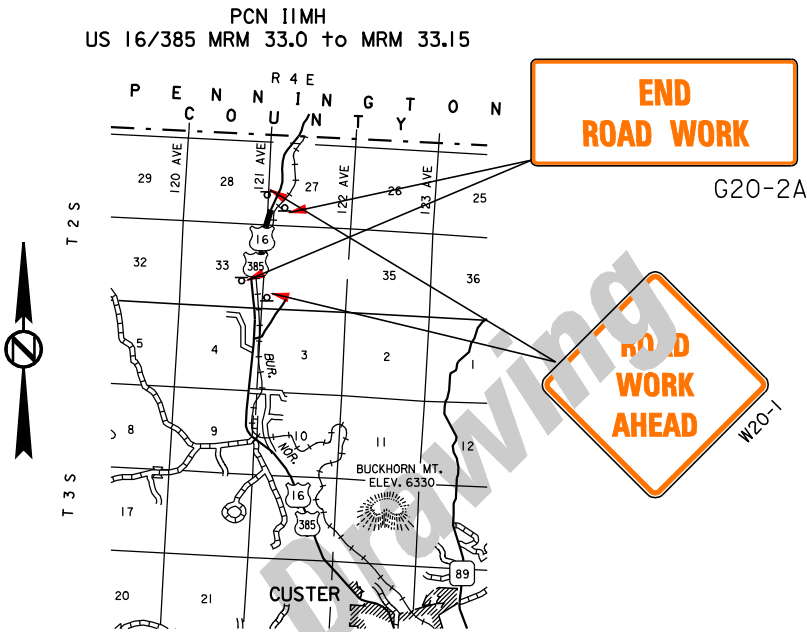 PCN I1MH
US 16/385 MRM 33.0 to MRM 33.15
R 4 E
PENNINGTON
COUNTY
END
ROAD WORK
G20-2A
120 AVE
121 AVE
122 AVE
123 AVE
29
28
27
26
25
T 2 S
16
385
32
33
35
36
N
5
4
3
2
1
ROAD
WORK
AHEAD
W20-1
BUR.
NOR.
8
9
10
11
12
BUCKHORN MT.
ELEV. 6330
T 3 S
17
16
385
89
20
21
CUSTER
Drawing